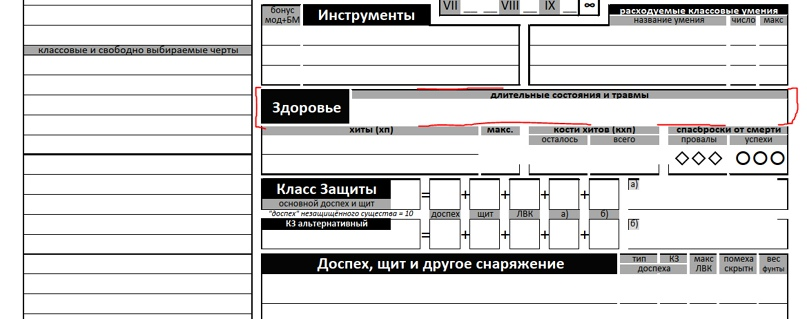 VII __ __ VIII __ IX __ ∞
бонус
мод+БМ
Инструменты
расходуемые классовые умения
название умения число макс
классовые и свободно выбираемые черты
длительные состояния и травмы
Здоровье
хиты (хп) макс. кости хитов (кхп) спасброски от смерти
осталось всего провалы успехи
Класс Защиты = + + + + а)
основной доспех и щит
"доспех" незащищённого существа = 10 доспех щит ЛВК а) б)
КЗ альтернативный = + + + + б)
Доспех, щит и другое снаряжение
тип КЗ макс помеха вес
доспеха ЛВК скрытн фунты